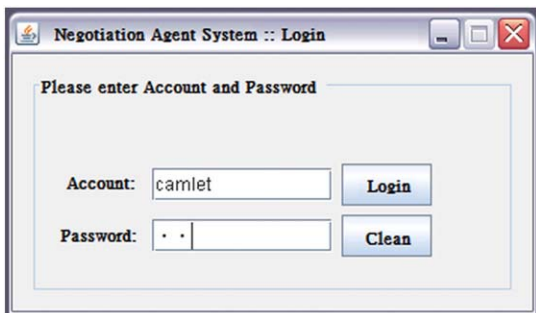 Negotiation Agent System :: Login
Please enter Account and Password
Account: camlet Login
Password: • • Clean